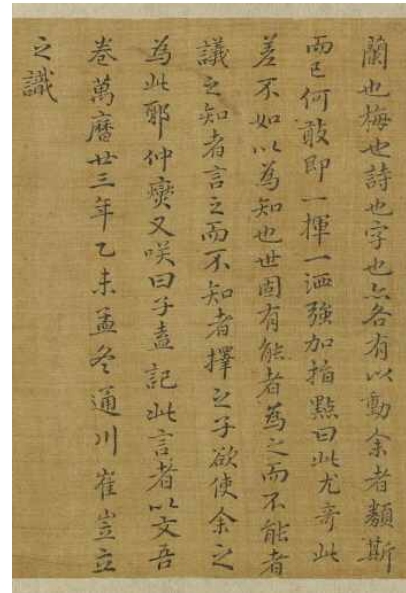 蘭也梅也詩也字也亦各有以動余者類斯
而已何敢即一揮一洒強加指點曰此尤奇此
差不如以為知也世固有能者為之而不能者
議之知者言之而不知者擇之子欲使余之
為此耶仲燮又咲曰子盍記此言者以文吾
卷萬曆廿三年乙未孟冬通川崔岦立
之識